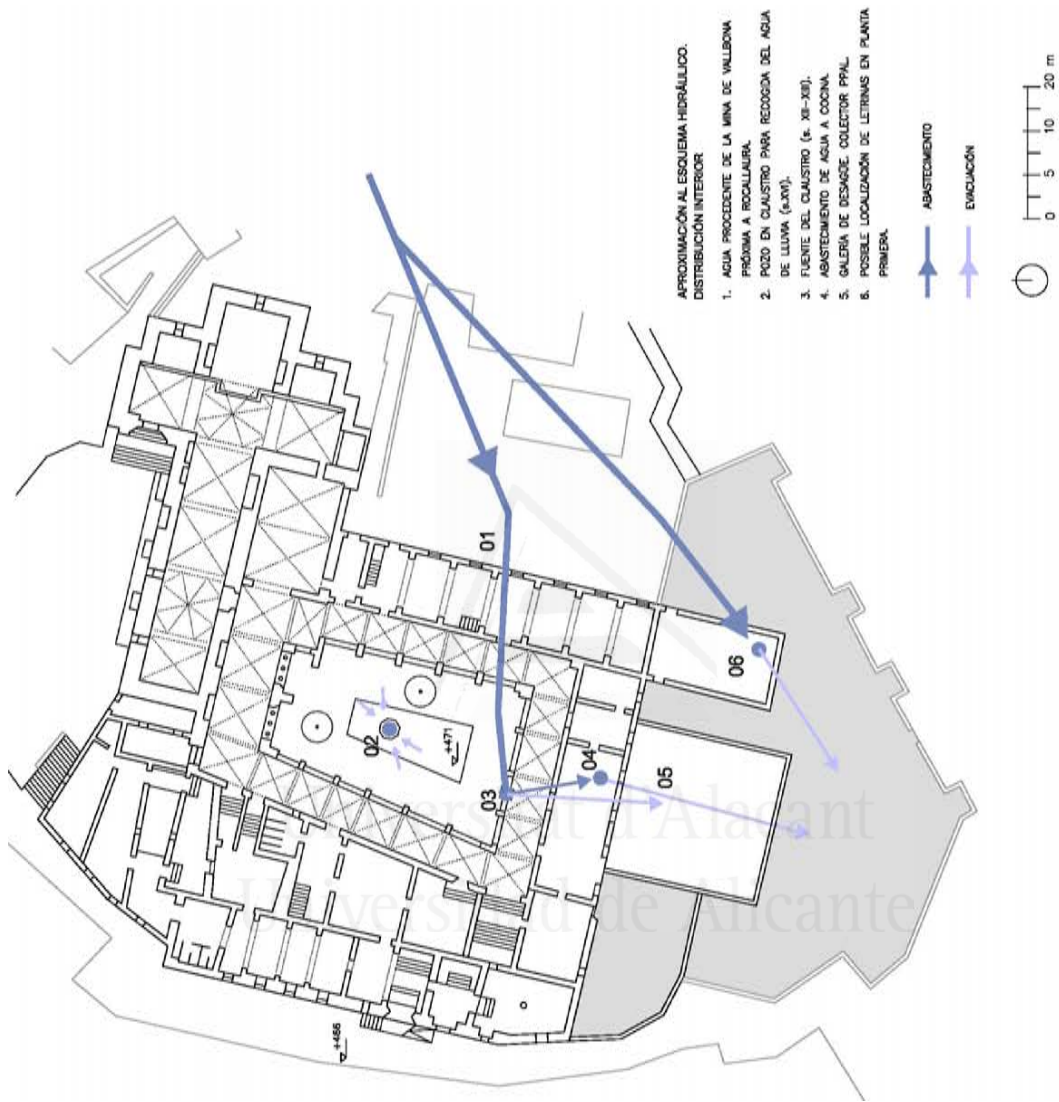 APROXIMACIÓN AL ESQUEMA HIDRÁULICO.
DISTRIBUCIÓN INTERIOR
1. AGUA PROCEDENTE DE LA MINA DE VALLBONA
PRÓXIMA A ROCALLAURA.
2. POZO EN CLAUSTRO PARA RECOGIDA DEL AGUA
DE LLUVIA (s.XVI).
3. FUENTE DEL CLAUSTRO (s. XII-XIII).
4. ABASTECIMIENTO DE AGUA A COCINA.
5. GALERÍA DE DESAGÜE. COLECTOR PPAL.
6. POSIBLE LOCALIZACIÓN DE LETRINAS EN PLANTA
PRIMERA.
ABASTECIMIENTO
EVACUACIÓN
0 5 10 20 m
01
02
+471
03
04
05
06
+466
Universitat d'Alacant
Universidad de Alicante